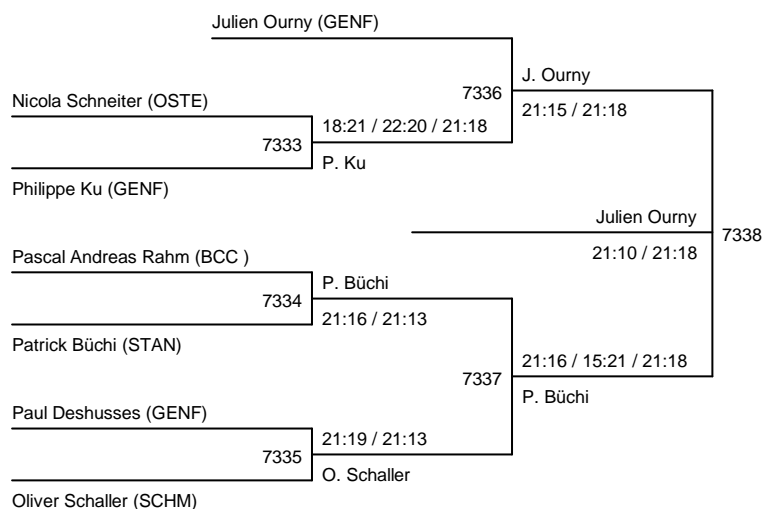 Julien Ourny (GENF)
7336
J. Ourny
21:15 / 21:18
Nicola Schneiter (OSTE)
7333
18:21 / 22:20 / 21:18
P. Ku
Philippe Ku (GENF)
Julien Ourny
7338
21:10 / 21:18
Pascal Andreas Rahm (BCC )
7334
P. Büchi
21:16 / 21:13
Patrick Büchi (STAN)
7337
21:16 / 15:21 / 21:18
P. Büchi
Paul Deshusses (GENF)
7335
21:19 / 21:13
O. Schaller
Oliver Schaller (SCHM)